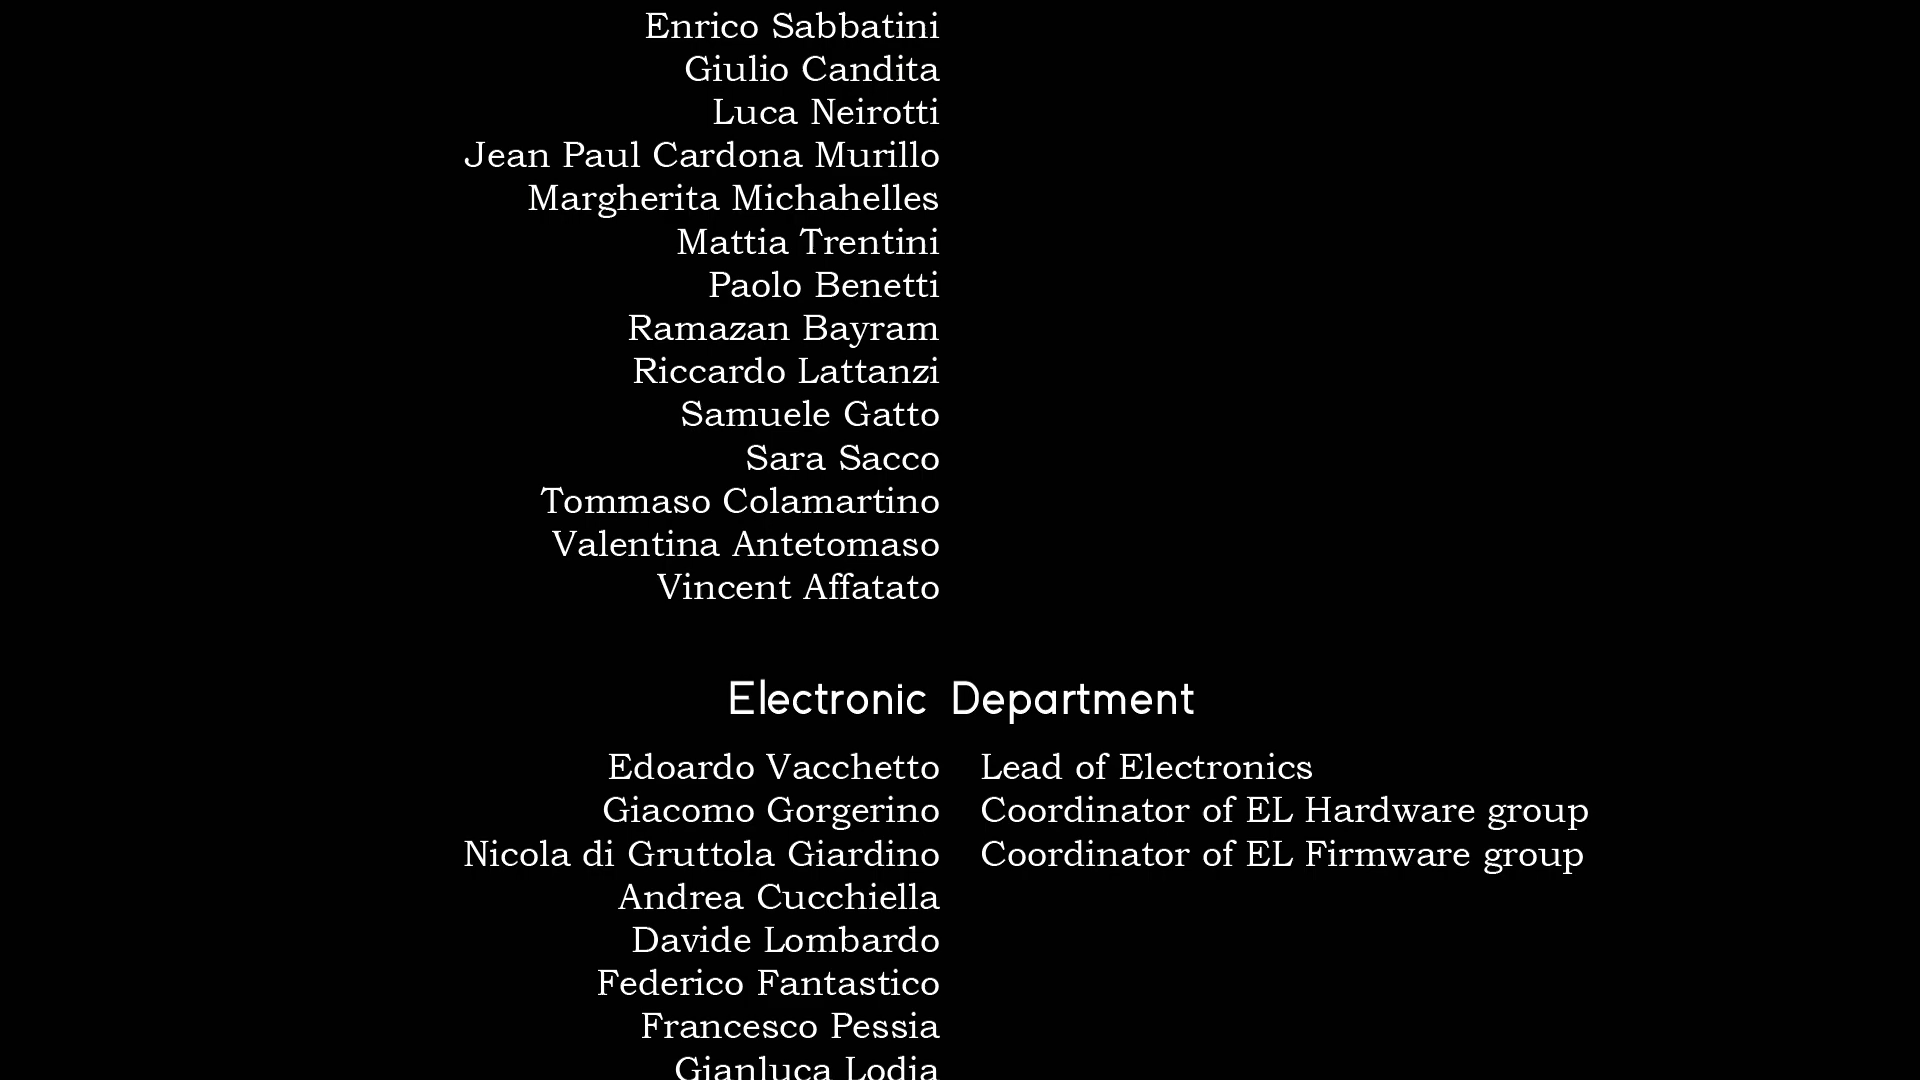 Enrico Sabbatini
Giulio Candita
Luca Neirotti
Jean Paul Cardona Murillo
Margherita Michahelles
Mattia Trentini
Paolo Benetti
Ramazan Bayram
Riccardo Lattanzi
Samuele Gatto
Sara Sacco
Tommaso Colamartino
Valentina Antetomaso
Vincent Affatato
Electronic Department
Edoardo Vacchetto Lead of Electronics
Giacomo Gorgerino Coordinator of EL Hardware group
Nicola di Gruttola Giardino Coordinator of EL Firmware group
Andrea Cucchiella
Davide Lombardo
Federico Fantastico
Francesco Pessia
Gianluca Lodia